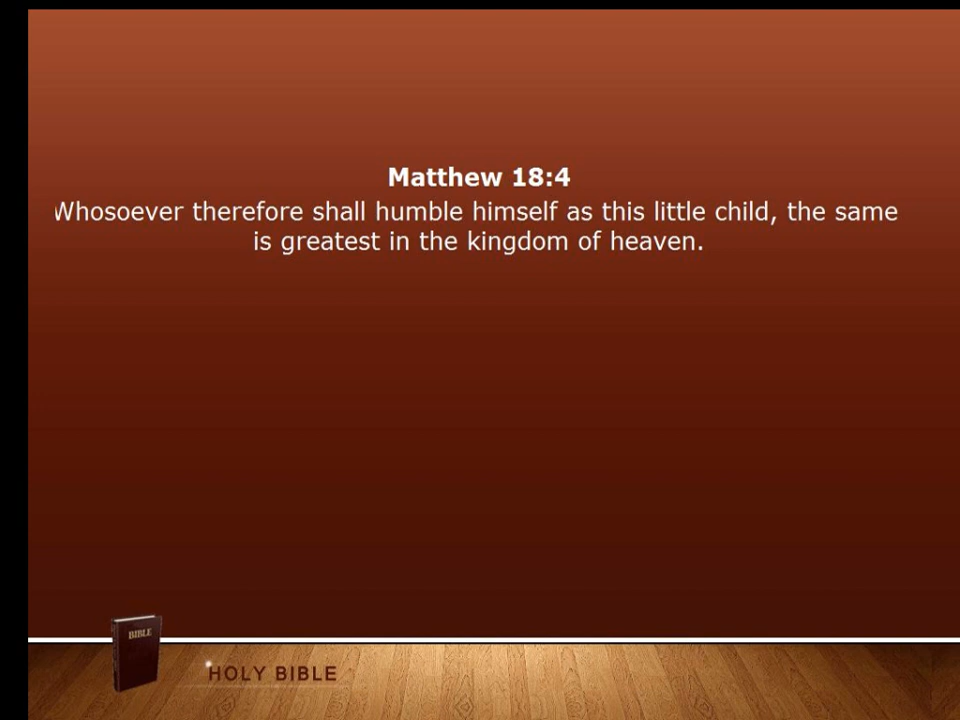 Matthew 18:4
Whosoever therefore shall humble himself as this little child, the same
is greatest in the kingdom of heaven.
BIBLE
HOLY BIBLE